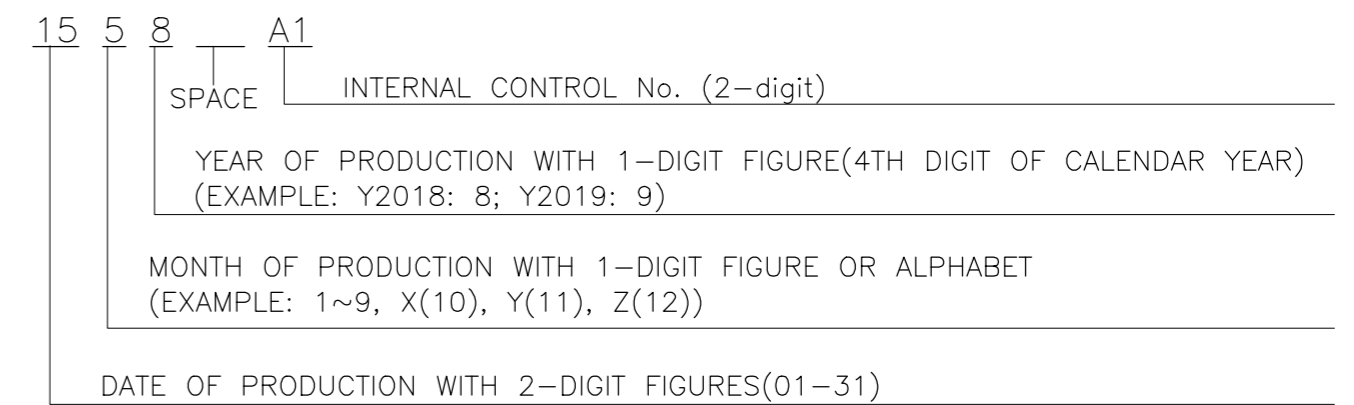 15 5 8 __ A1
SPACE
INTERNAL CONTROL No. (2-digit)
YEAR OF PRODUCTION WITH 1-DIGIT FIGURE(4TH DIGIT OF CALENDAR YEAR)
(EXAMPLE: Y2018: 8; Y2019: 9)
MONTH OF PRODUCTION WITH 1-DIGIT FIGURE OR ALPHABET
(EXAMPLE: 1~9, X(10), Y(11), Z(12))
DATE OF PRODUCTION WITH 2-DIGIT FIGURES(01-31)